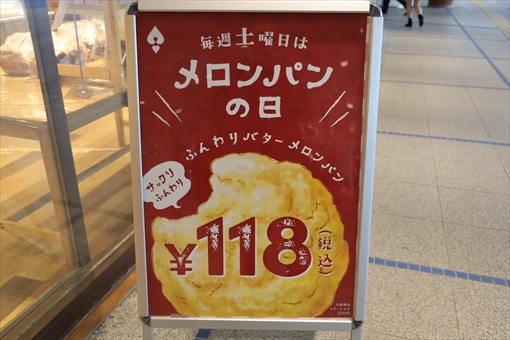 毎週土曜日は
メロンパン
の日
ふんわりバターメロンパン
サックリ
ふんわり
¥118(税込)